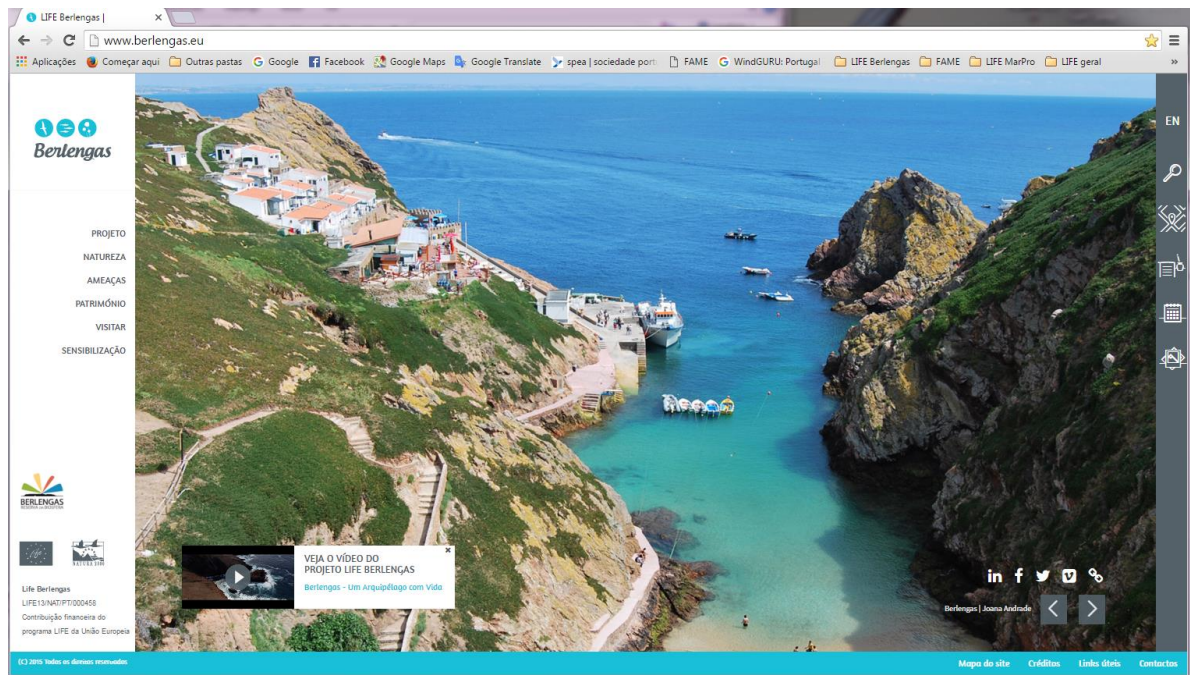 LIFE Berlengas |
www.berlengas.eu
Aplicações Começar aqui Outras pastas Google Facebook Google Maps Google Translate spea | sociedade port FAME WindGURU: Portugal LIFE Berlengas FAME LIFE MarPro LIFE geral »
Berlengas
EN
PROJETO
NATUREZA
AMEAÇAS
PATRIMÓNIO
VISITAR
SENSIBILIZAÇÃO
BERLENGAS
NATURA 2000
Life Berlengas
LIFE13/NAT/PT/000458
Contribuição financeira do
programa LIFE da União Europeia
VEJA O VÍDEO DO
PROJETO LIFE BERLENGAS
Berlengas - Um Arquipélago com Vida
Berlengas | Joana Andrade
(C) 2015 Todos os direitos reservados
Mapa do site Créditos Links úteis Contactos